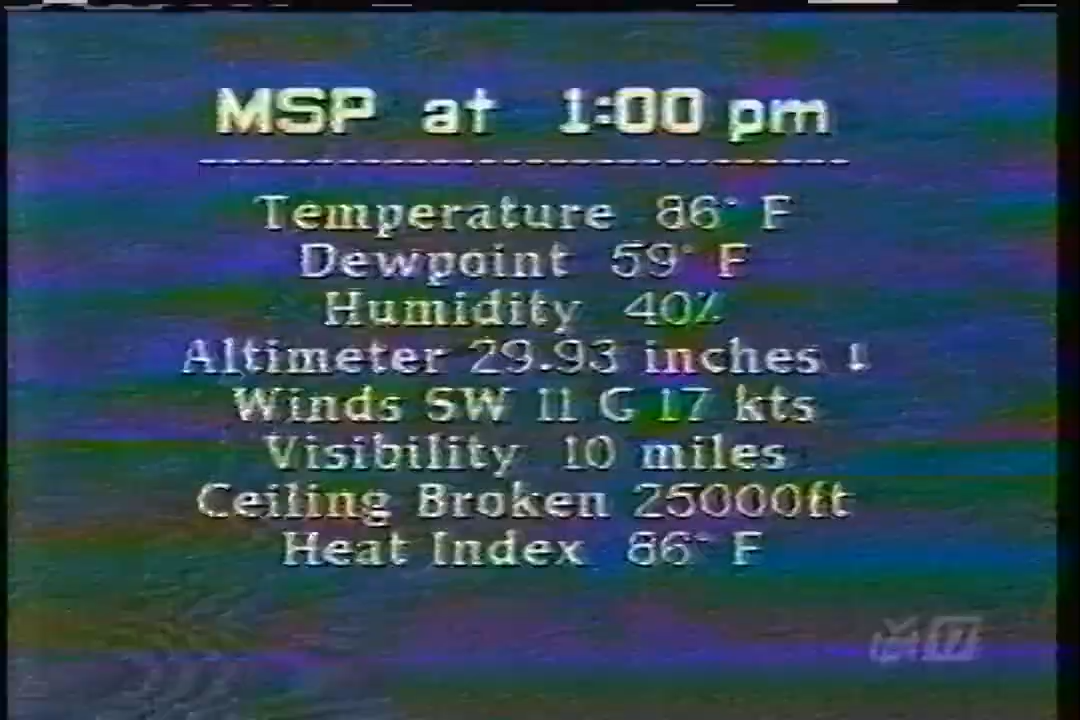 MSP at 1:00 pm
------------------------------
Temperature 86° F
Dewpoint 59° F
Humidity 40%
Altimeter 29.93 inches ↓
Winds SW 11 G 17 kts
Visibility 10 miles
Ceiling Broken 25000ft
Heat Index 86° F
17